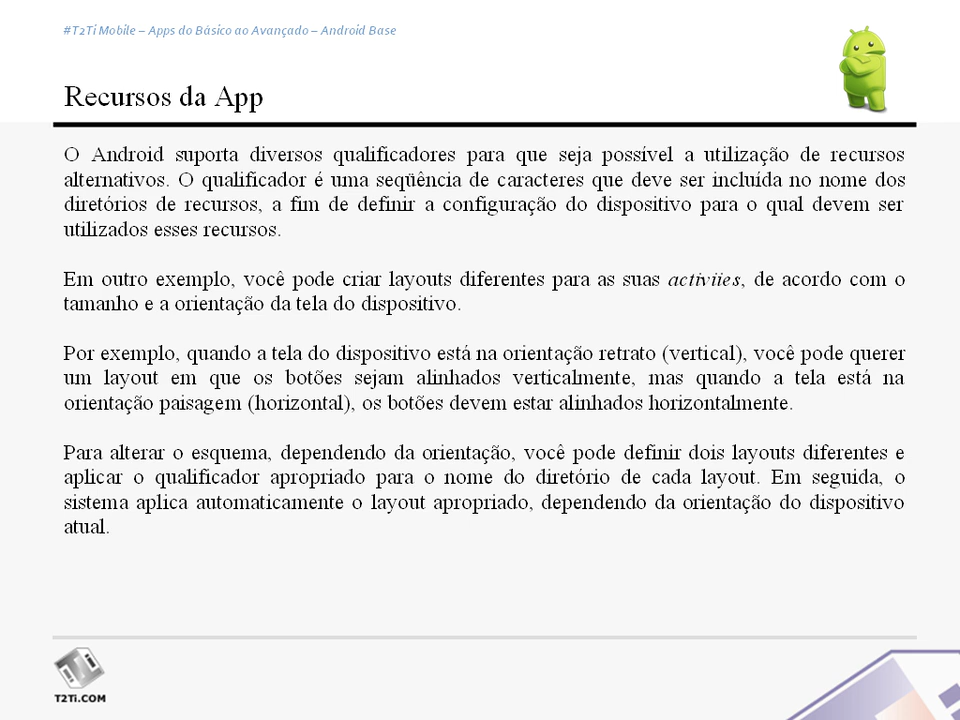 #T2Ti Mobile – Apps do Básico ao Avançado – Android Base
Recursos da App
O Android suporta diversos qualificadores para que seja possível a utilização de recursos
alternativos. O qualificador é uma seqüência de caracteres que deve ser incluída no nome dos
diretórios de recursos, a fim de definir a configuração do dispositivo para o qual devem ser
utilizados esses recursos.
Em outro exemplo, você pode criar layouts diferentes para as suas activiies, de acordo com o
tamanho e a orientação da tela do dispositivo.
Por exemplo, quando a tela do dispositivo está na orientação retrato (vertical), você pode querer
um layout em que os botões sejam alinhados verticalmente, mas quando a tela está na
orientação paisagem (horizontal), os botões devem estar alinhados horizontalmente.
Para alterar o esquema, dependendo da orientação, você pode definir dois layouts diferentes e
aplicar o qualificador apropriado para o nome do diretório de cada layout. Em seguida, o
sistema aplica automaticamente o layout apropriado, dependendo da orientação do dispositivo
atual.
T2Ti.COM